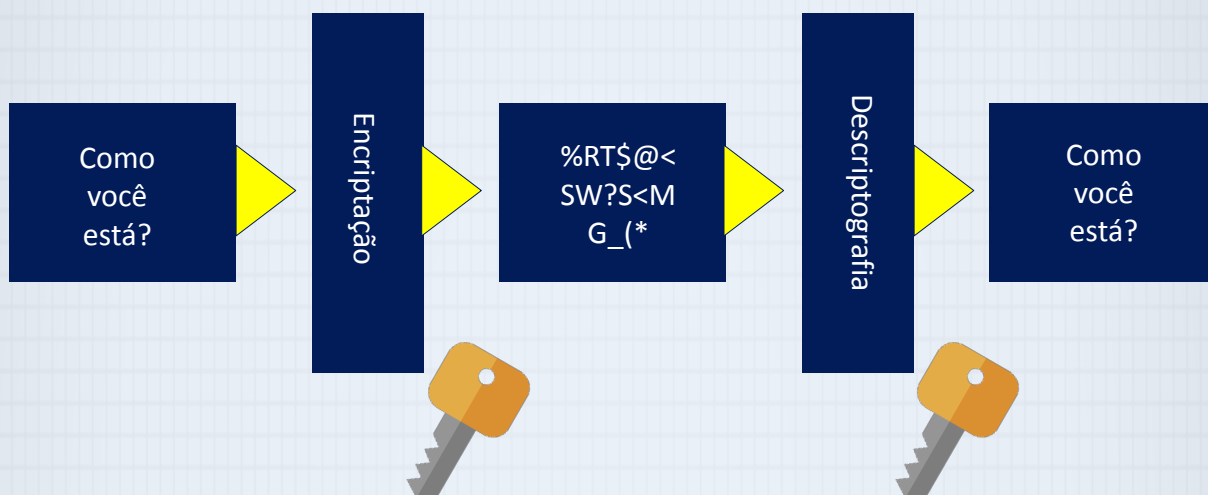 Como
você
está?
Encriptação
%RT$@<
SW?S<M
G_(*
Descriptografia
Como
você
está?